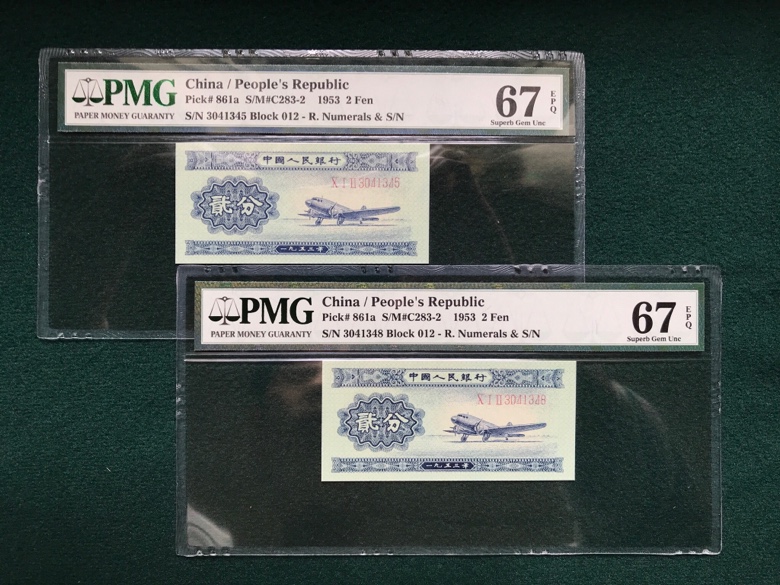 PMG
PAPER MONEY GUARANTY
China / People's Republic
Pick# 861a S/M#C283-2 1953 2 Fen
S/N 3041345 Block 012 - R. Numerals & S/N
67 EPQ
Superb Gem Unc
中國人民銀行
X I II 3041345
貳分
一九五三年
PMG
PAPER MONEY GUARANTY
China / People's Republic
Pick# 861a S/M#C283-2 1953 2 Fen
S/N 3041348 Block 012 - R. Numerals & S/N
67 EPQ
Superb Gem Unc
中國人民銀行
X I II 3041348
貳分
一九五三年